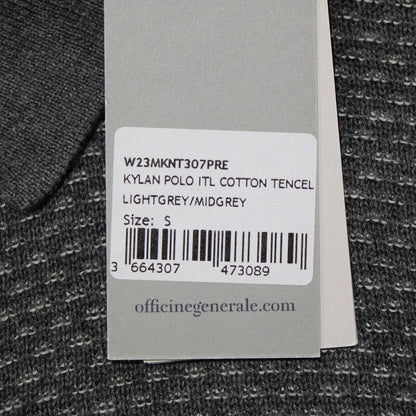 W23MKNT307PRE
KYLAN POLO ITL COTTON TENCEL
LIGHTGREY/MIDGREY
Size: S
3 664307 473089
officinegenerale.com